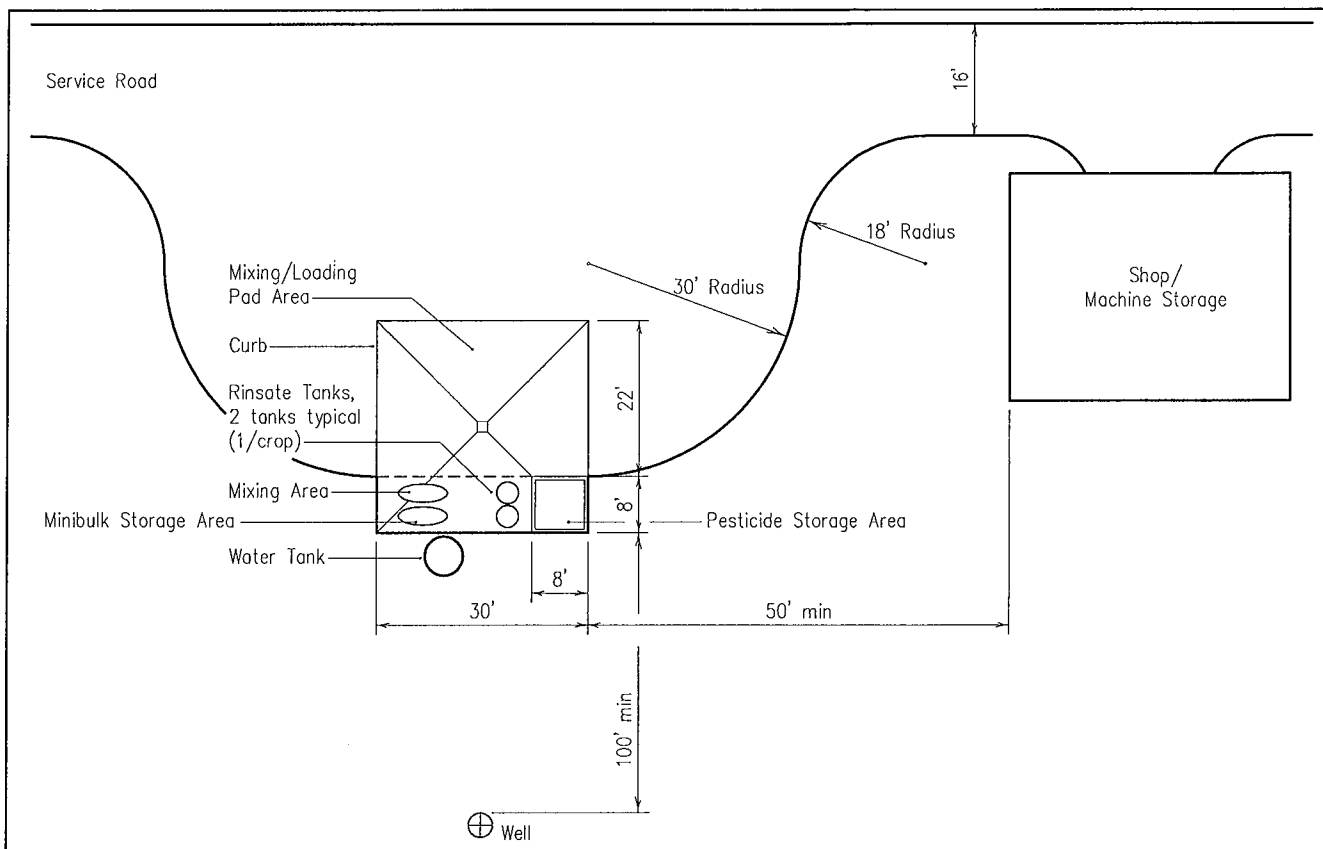 Service Road
16'
18' Radius
Mixing/Loading
Pad Area
30' Radius
Shop/
Machine Storage
Curb
Rinsate Tanks,
2 tanks typical
(1/crop)
22'
Mixing Area
Minibulk Storage Area
8'
Pesticide Storage Area
Water Tank
8'
30'
50' min
100' min
Well